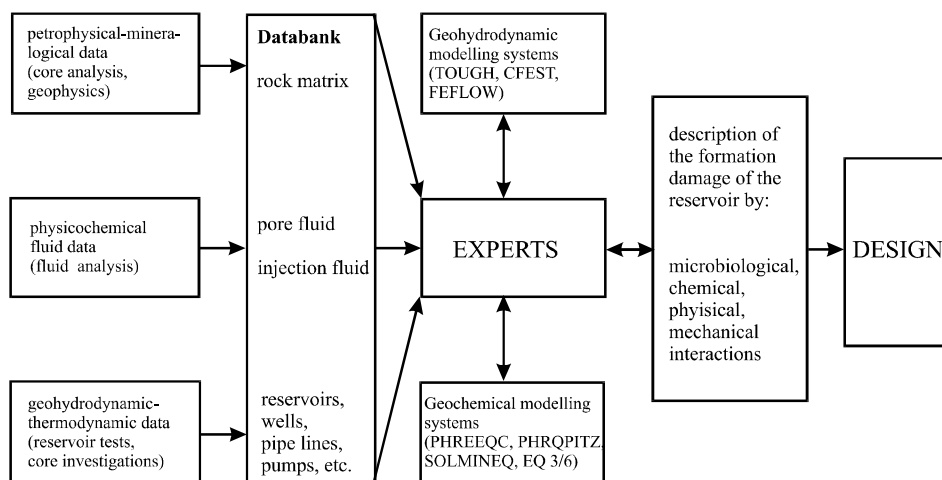 petrophysical-minera-
logical data
(core analysis,
geophysics)
physicochemical
fluid data
(fluid analysis)
geohydrodynamic-
thermodynamic data
(reservoir tests,
core investigations)
Databank
rock matrix
pore fluid
injection fluid
reservoirs,
wells,
pipe lines,
pumps, etc.
Geohydrodynamic
modelling systems
(TOUGH, CFEST,
FEFLOW)
EXPERTS
Geochemical modelling
systems
(PHREEQC, PHRQPITZ,
SOLMINEQ, EQ 3/6)
description of
the formation
damage of the
reservoir by:
microbiological,
chemical,
phyisical,
mechanical
interactions
DESIGN